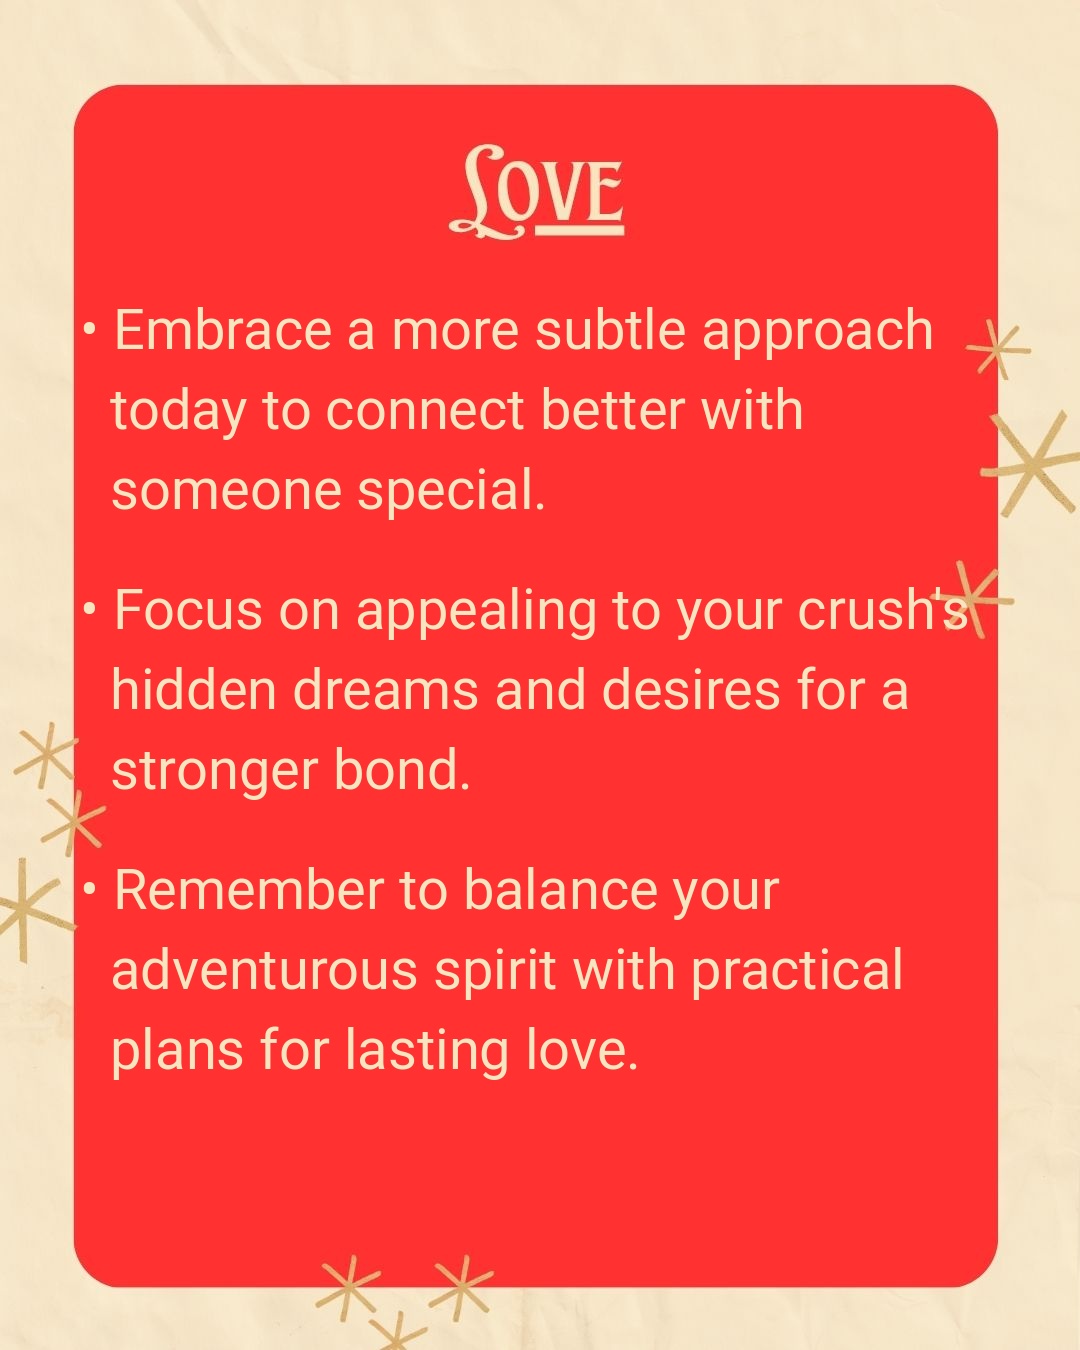 Love
• Embrace a more subtle approach
today to connect better with
someone special.
• Focus on appealing to your crush's
hidden dreams and desires for a
stronger bond.
• Remember to balance your
adventurous spirit with practical
plans for lasting love.